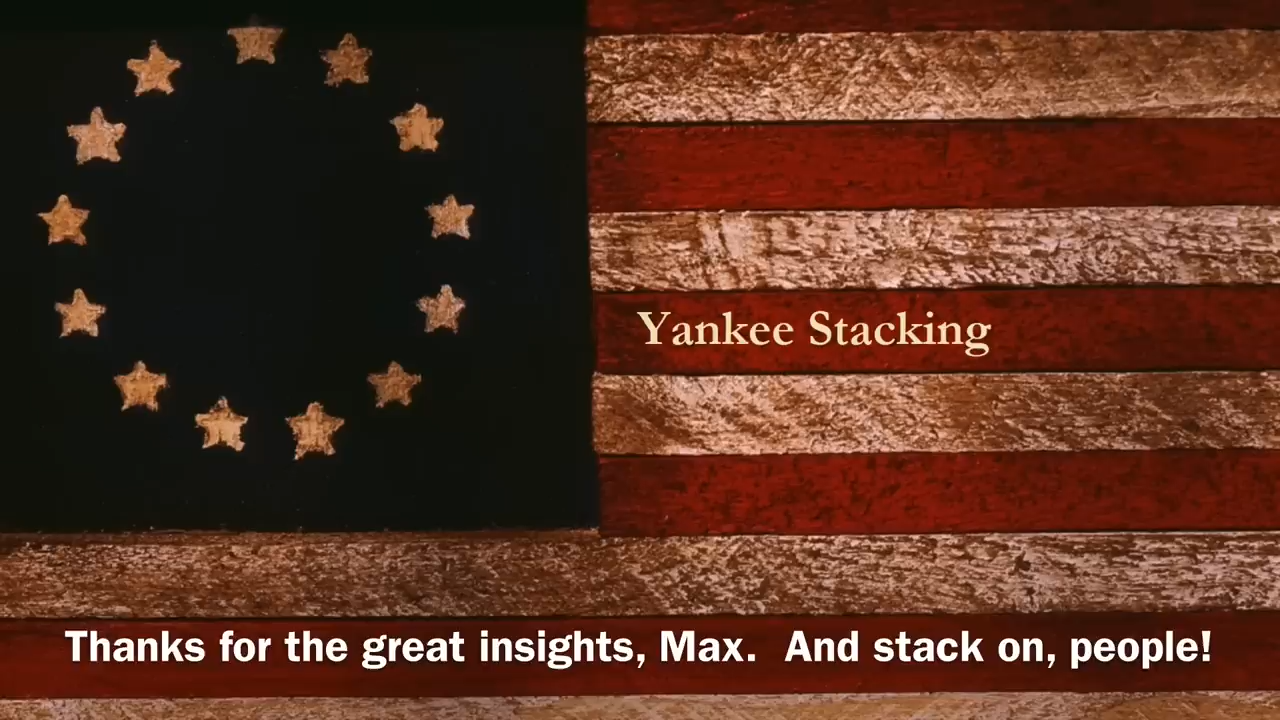 Yankee Stacking
Thanks for the great insights, Max.  And stack on, people!